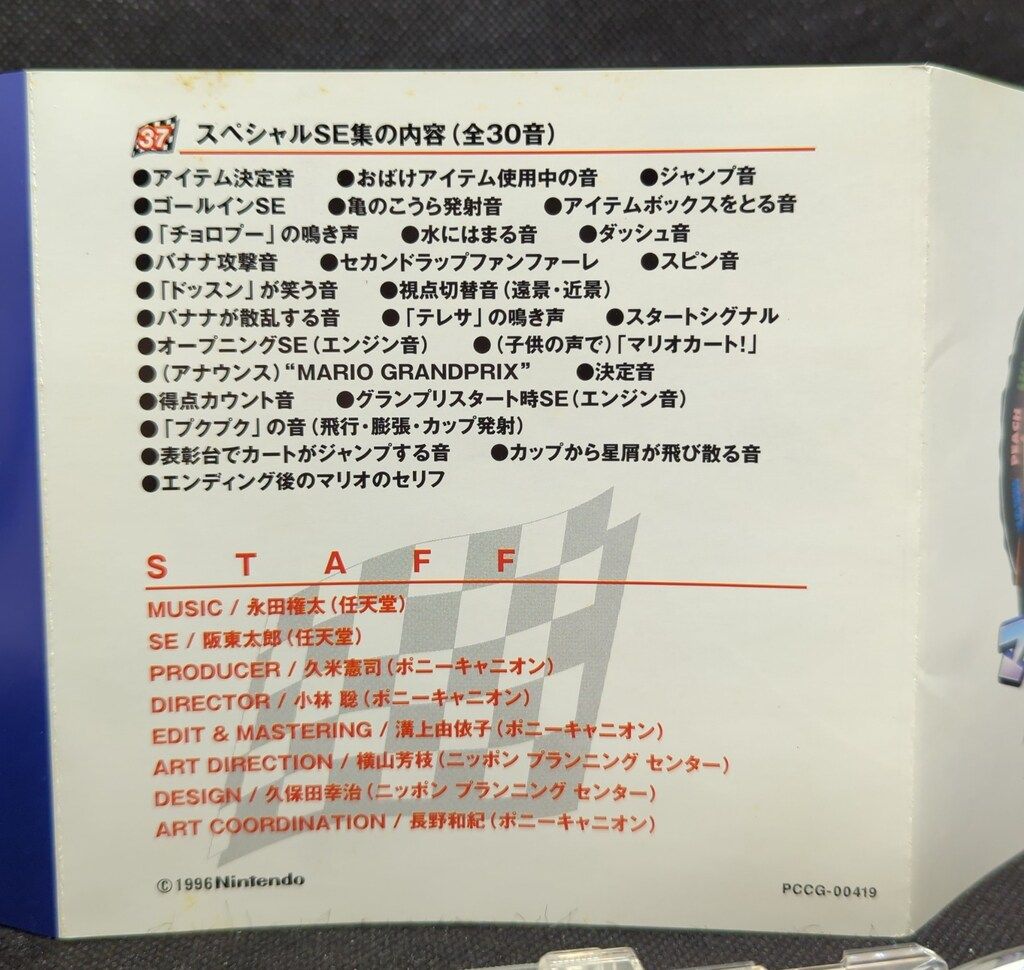 37 スペシャルSE集の内容(全30音)
●アイテム決定音 ●おばけアイテム使用中の音 ●ジャンプ音
●ゴールインSE ●亀のこうら発射音 ●アイテムボックスをとる音
●「チョロプー」の鳴き声 ●水にはまる音 ●ダッシュ音
●バナナ攻撃音 ●セカンドラップファンファーレ ●スピン音
●「ドッスン」が笑う音 ●視点切替音(遠景・近景)
●バナナが散乱する音 ●「テレサ」の鳴き声 ●スタートシグナル
●オープニングSE(エンジン音) ●(子供の声で)「マリオカート!」
●(アナウンス)“MARIO GRANDPRIX” ●決定音
●得点カウント音 ●グランプリスタート時SE(エンジン音)
●「プクプク」の音(飛行・膨張・カップ発射)
●表彰台でカートがジャンプする音 ●カップから星屑が飛び散る音
●エンディング後のマリオのセリフ
STAFF
MUSIC / 永田権太(任天堂)
SE / 阪東太郎(任天堂)
PRODUCER / 久米憲司(ポニーキャニオン)
DIRECTOR / 小林 聡(ポニーキャニオン)
EDIT & MASTERING / 溝上由依子(ポニーキャニオン)
ART DIRECTION / 横山芳枝(ニッポン プランニング センター)
DESIGN / 久保田幸治(ニッポン プランニング センター)
ART COORDINATION / 長野和紀(ポニーキャニオン)
©1996 Nintendo
PCCG-00419
PEACH